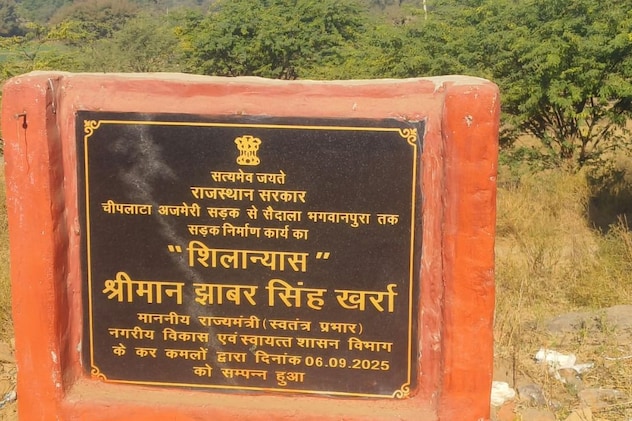 सत्यमेव जयते
राजस्थान सरकार
चीपलाटा अजमेरी सड़क से सैदाला भगवानपुरा तक
सड़क निर्माण कार्य का
"शिलान्यास"
श्रीमान झाबर सिंह खर्रा
माननीय राज्यमंत्री (स्वतंत्र प्रभार)
नगरीय विकास एवं स्वायत्त शासन विभाग
के कर कमलों द्वारा दिनांक 06.09.2025
को सम्पन्न हुआ